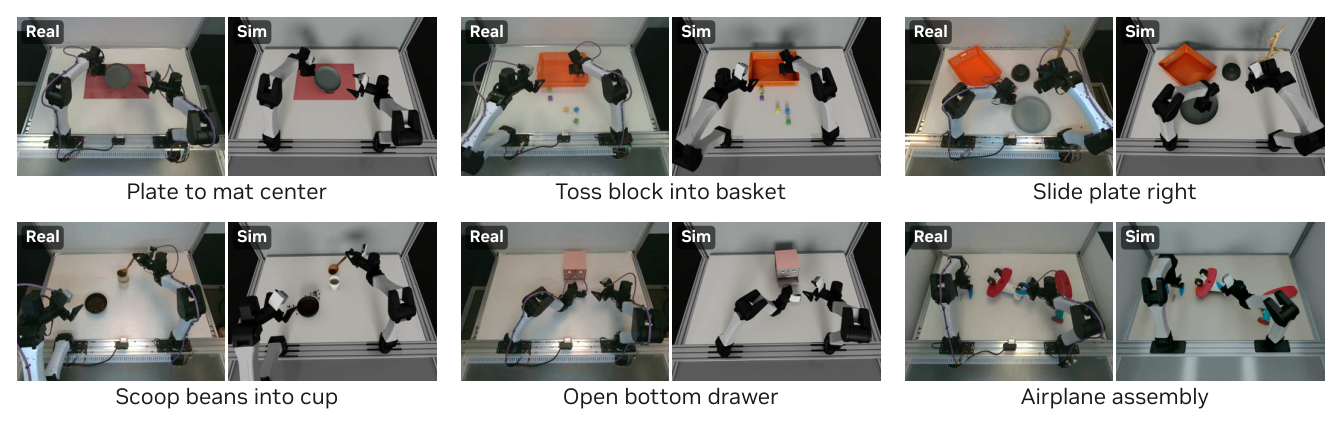 Real Sim Real Sim Real Sim
Plate to mat center Toss block into basket Slide plate right
Real Sim Real Sim Real Sim
Scoop beans into cup Open bottom drawer Airplane assembly